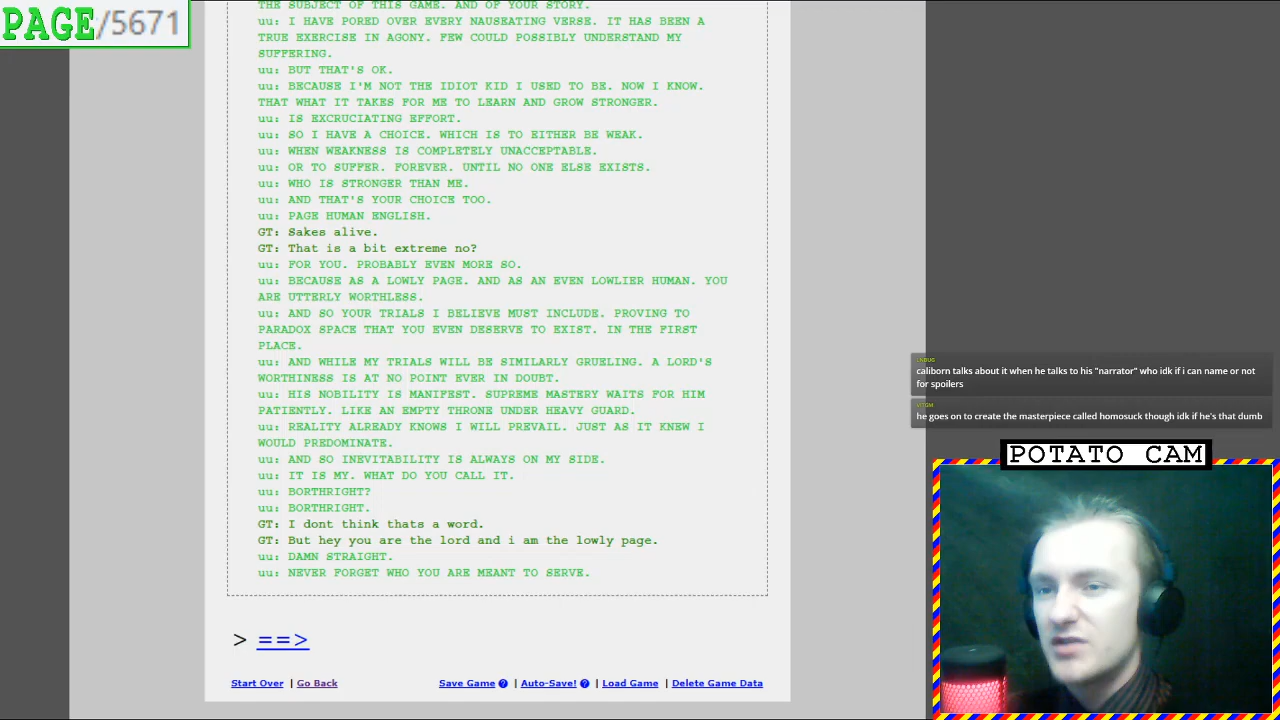 PAGE/5671
THE SUBJECT OF THIS GAME. AND OF YOUR STORY.
uu: I HAVE PORED OVER EVERY NAUSEATING VERSE. IT HAS BEEN A
TRUE EXERCISE IN AGONY. FEW COULD POSSIBLY UNDERSTAND MY
SUFFERING.
uu: BUT THAT'S OK.
uu: BECAUSE I'M NOT THE IDIOT KID I USED TO BE. NOW I KNOW.
THAT WHAT IT TAKES FOR ME TO LEARN AND GROW STRONGER.
uu: IS EXCRUCIATING EFFORT.
uu: SO I HAVE A CHOICE. WHICH IS TO EITHER BE WEAK.
uu: WHEN WEAKNESS IS COMPLETELY UNACCEPTABLE.
uu: OR TO SUFFER. FOREVER. UNTIL NO ONE ELSE EXISTS.
uu: WHO IS STRONGER THAN ME.
uu: AND THAT'S YOUR CHOICE TOO.
uu: PAGE HUMAN ENGLISH.
GT: Sakes alive.
GT: That is a bit extreme no?
uu: FOR YOU. PROBABLY EVEN MORE SO.
uu: BECAUSE AS A LOWLY PAGE. AND AS AN EVEN LOWLIER HUMAN. YOU
ARE UTTERLY WORTHLESS.
uu: AND SO YOUR TRIALS I BELIEVE MUST INCLUDE. PROVING TO
PARADOX SPACE THAT YOU EVEN DESERVE TO EXIST. IN THE FIRST
PLACE.
uu: AND WHILE MY TRIALS WILL BE SIMILARLY GRUELING. A LORD'S
WORTHINESS IS AT NO POINT EVER IN DOUBT.
uu: HIS NOBILITY IS MANIFEST. SUPREME MASTERY WAITS FOR HIM
PATIENTLY. LIKE AN EMPTY THRONE UNDER HEAVY GUARD.
uu: REALITY ALREADY KNOWS I WILL PREVAIL. JUST AS IT KNEW I
WOULD PREDOMINATE.
uu: AND SO INEVITABILITY IS ALWAYS ON MY SIDE.
uu: IT IS MY. WHAT DO YOU CALL IT.
uu: BORTHRIGHT?
uu: BORTHRIGHT.
GT: I dont think thats a word.
GT: But hey you are the lord and i am the lowly page.
uu: DAMN STRAIGHT.
uu: NEVER FORGET WHO YOU ARE MEANT TO SERVE.
> ==>
Start Over | Go Back
Save Game ? | Auto-Save! ? | Load Game | Delete Game Data
caliborn talks about it when he talks to his "narrator" who idk if i can name or not
for spoilers
he goes on to create the masterpiece called homosuck though idk if he's that dumb
POTATO CAM